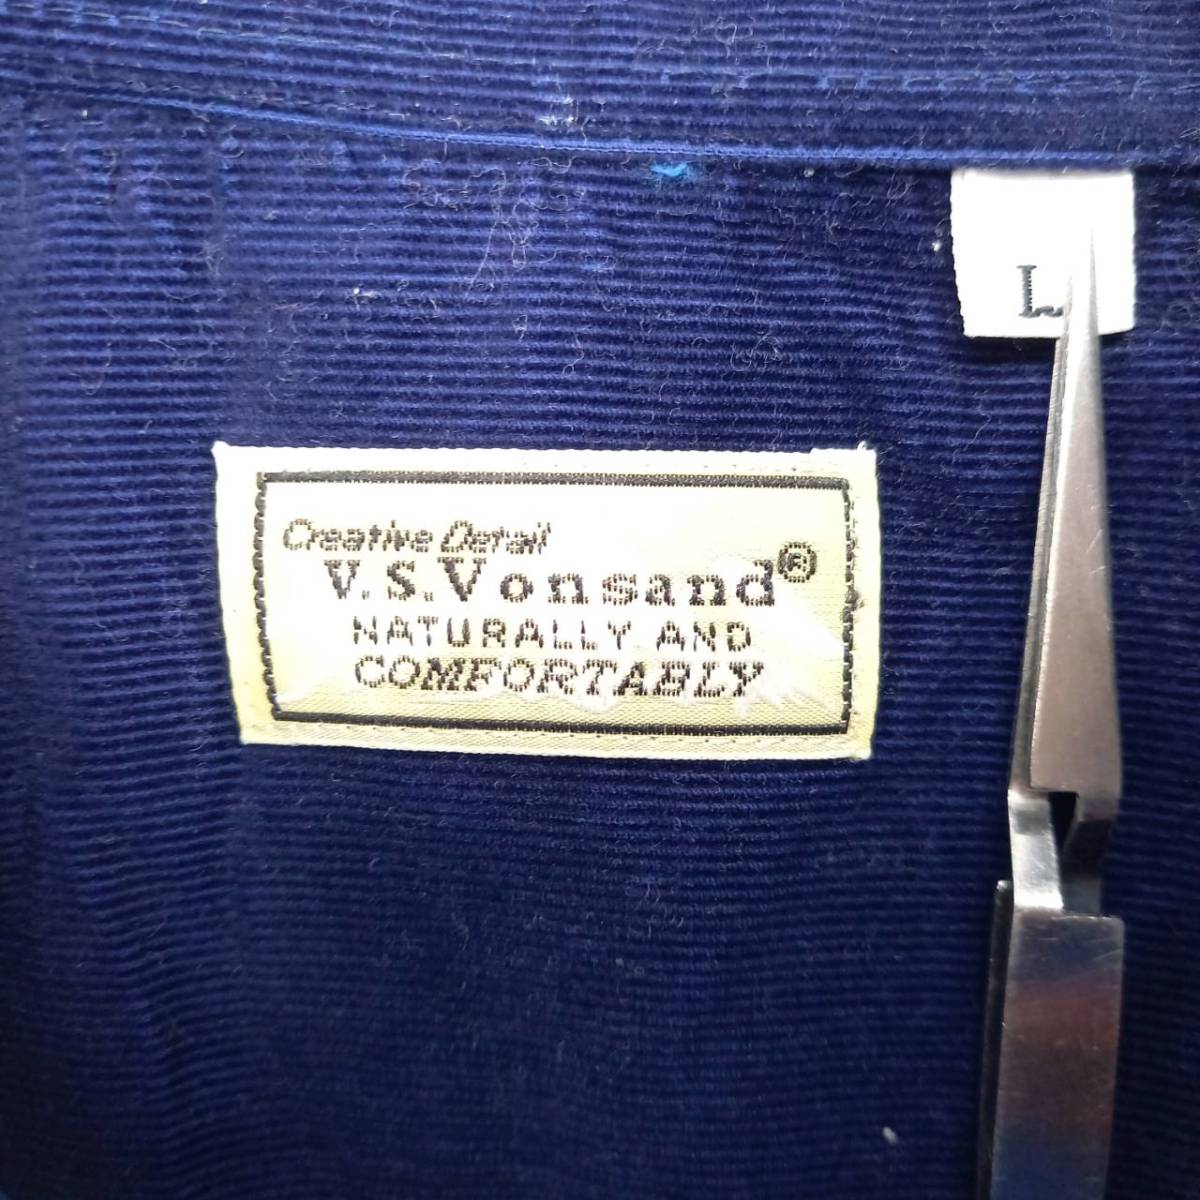 L
Creative Detail
V.S.Vonsand®
NATURALLY AND
COMFORTABLY